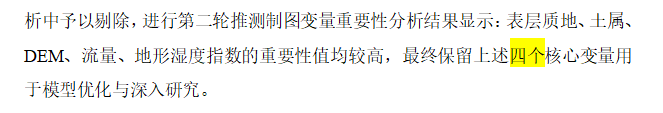 析中予以剔除，进行第二轮推测制图变量重要性分析结果显示：表层质地、土属、
DEM、流量、地形湿度指数的重要性值均较高，最终保留上述四个核心变量用
于模型优化与深入研究。